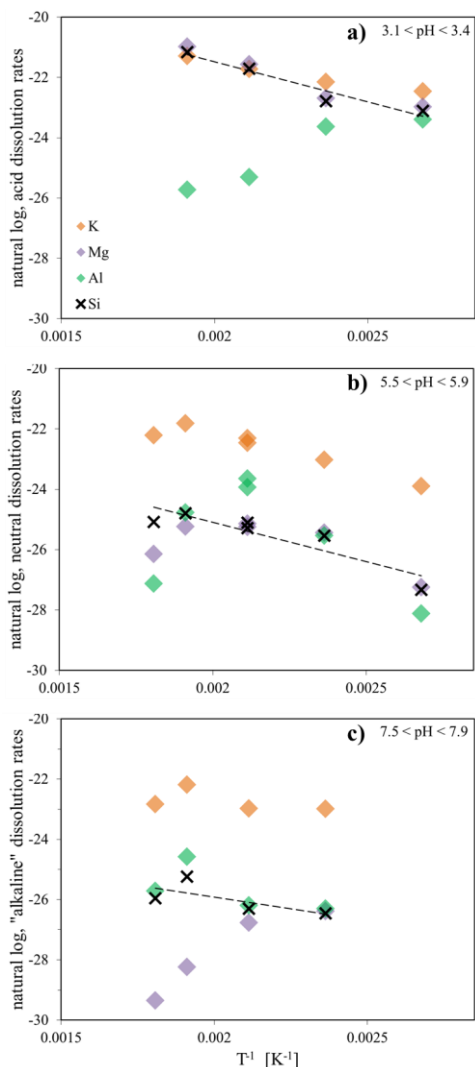 -20
a) 3.1 < pH < 3.4
-22
-24
-26
-28
-30
natural log, acid dissolution rates
K
Mg
Al
Si
0.0015 0.002 0.0025
-20
b) 5.5 < pH < 5.9
-22
-24
-26
-28
-30
natural log, neutral dissolution rates
0.0015 0.002 0.0025
-20
c) 7.5 < pH < 7.9
-22
-24
-26
-28
-30
natural log, "alkaline" dissolution rates
0.0015 0.002 0.0025
T⁻¹ [K⁻¹]